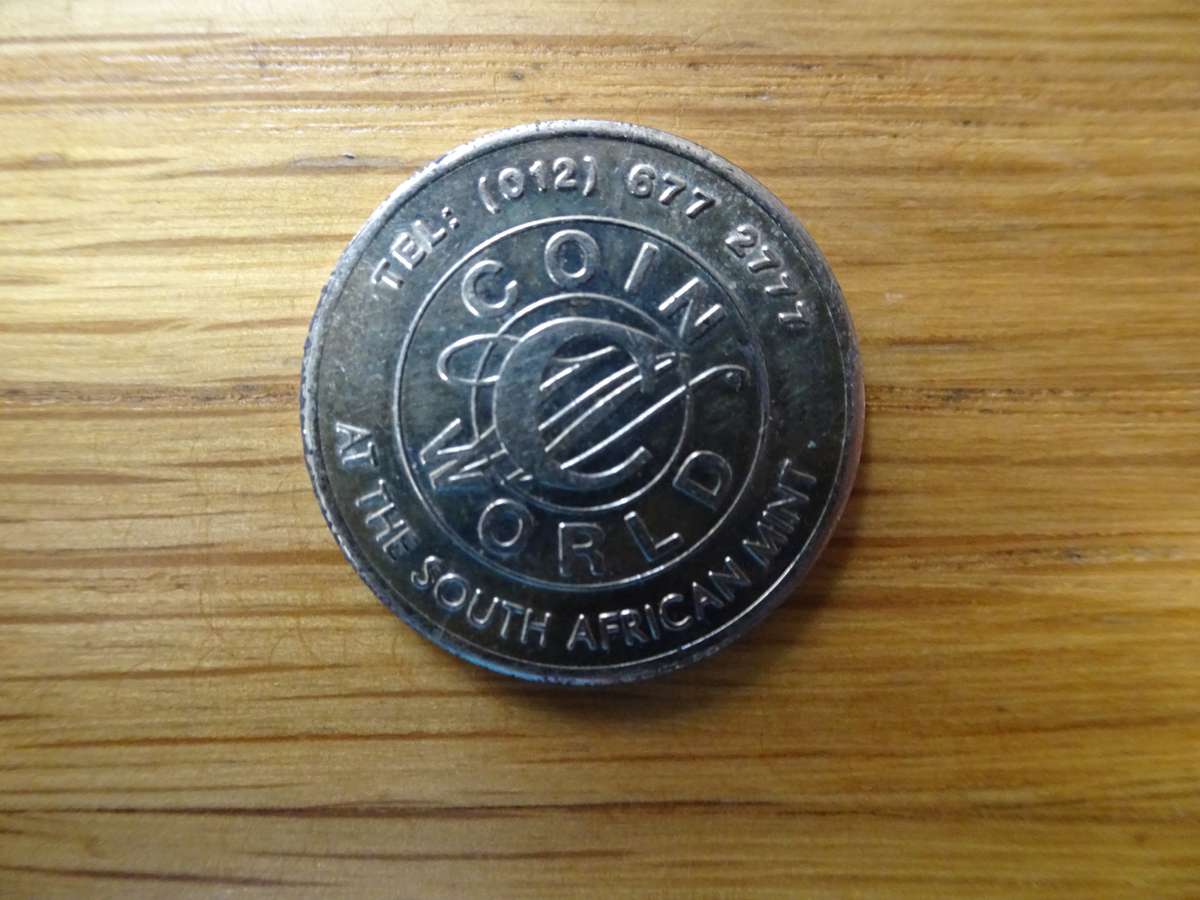 TEL: (012) 677 2777
COIN
WORLD
AT THE SOUTH AFRICAN MINT